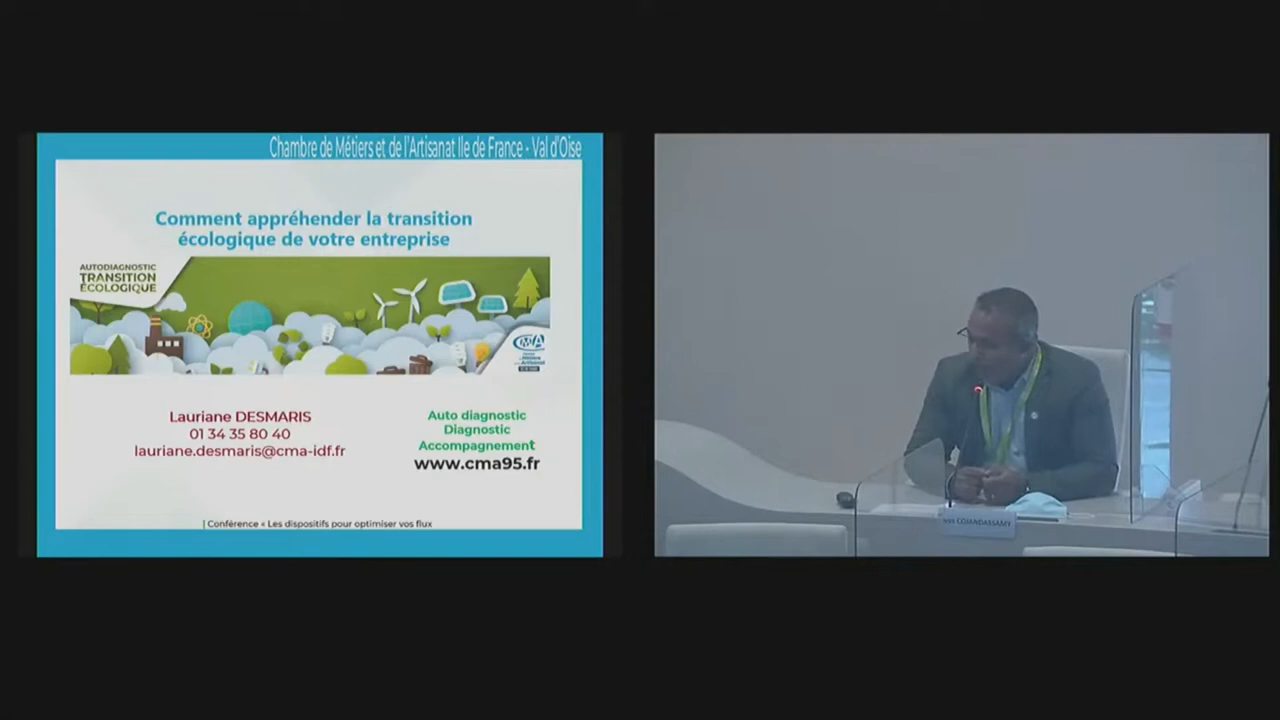 Chambre de Métiers et de l'Artisanat Ile de France - Val d'Oise
Comment appréhender la transition
écologique de votre entreprise
AUTODIAGNOSTIC
TRANSITION
ÉCOLOGIQUE
CMA
Lauriane DESMARIS
01 34 35 80 40
lauriane.desmaris@cma-idf.fr
Auto diagnostic
Diagnostic
Accompagnement
www.cma95.fr
| Conférence « Les dispositifs pour optimiser vos flux
COJANDASSAMY